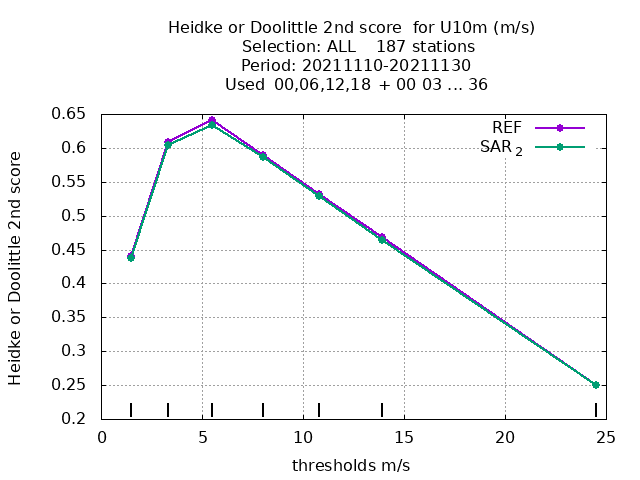 Heidke or Doolittle 2nd score  for U10m (m/s)
Selection: ALL    187 stations
Period: 20211110-20211130
Used  00,06,12,18  + 00 03 ... 36
REF
SAR 2
0.65
0.6
0.55
0.5
0.45
0.4
0.35
0.3
0.25
0.2
Heidke or Doolittle 2nd score
0 5 10 15 20 25
thresholds m/s